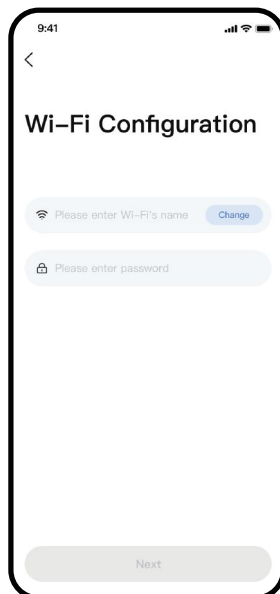 9:41
Wi-Fi Configuration
Please enter Wi-Fi's name Change
Please enter password
Next